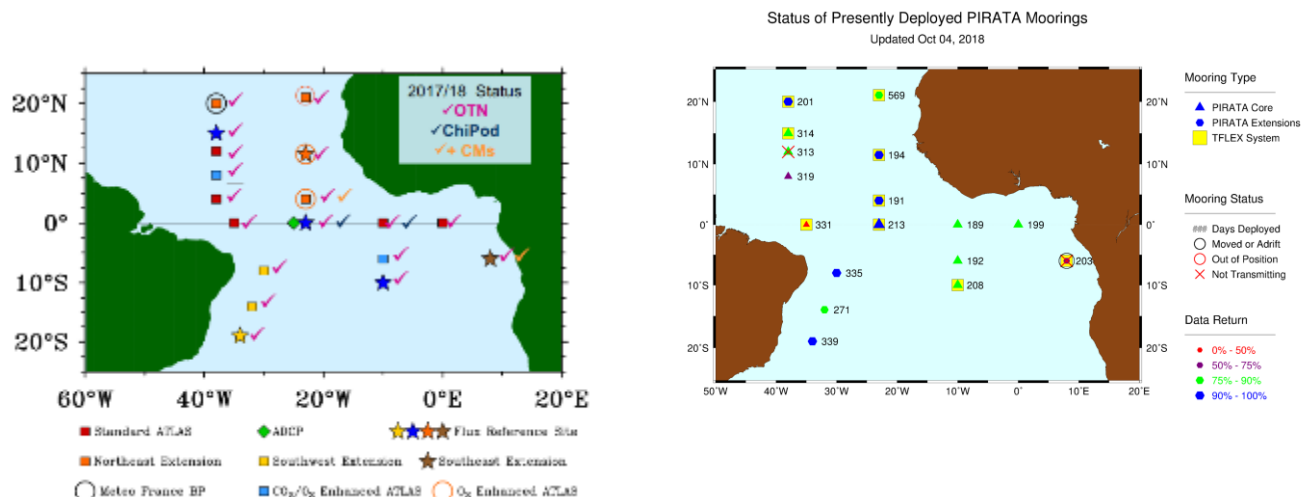 2017/18 Status
✓OTN
✓ChiPod
✓+ CMs
20°N
10°N
0°
10°S
20°S
60°W 40°W 20°W 0°E 20°E
Standard ATLAS ADCP Flux Reference Site
Northeast Extension Southwest Extension Southeast Extension
Meteo France BP CO₂/O₂ Enhanced ATLAS O₂ Enhanced ATLAS
Status of Presently Deployed PIRATA Moorings
Updated Oct 04, 2018
20°N 201 569 20°N
314
10°N 313 194 10°N
319
191
0° 331 213 189 199 0°
192 203
335
10°S 208 10°S
271
20°S 339 20°S
50°W 40°W 30°W 20°W 10°W 0° 10°E 20°E
Mooring Type
PIRATA Core
PIRATA Extensions
TFLEX System
Mooring Status
### Days Deployed
Moved or Adrift
Out of Position
Not Transmitting
Data Return
0% - 50%
50% - 75%
75% - 90%
90% - 100%